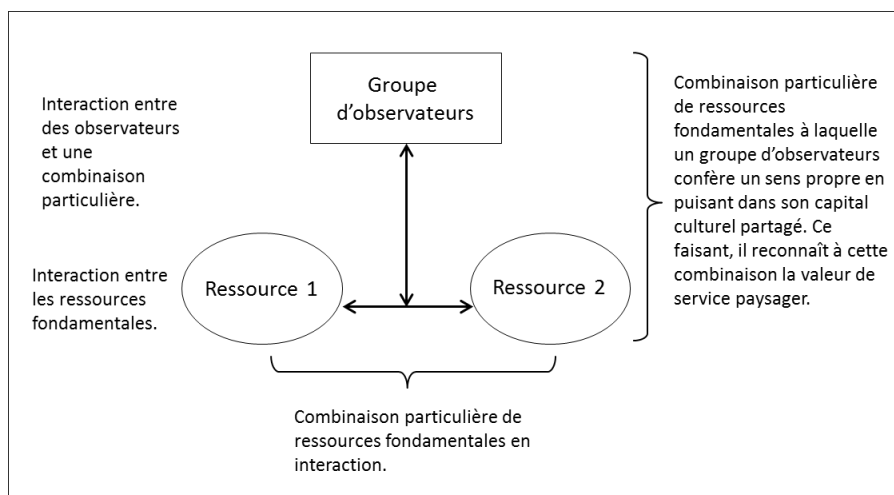 Groupe
d’observateurs
Interaction entre
des observateurs
et une
combinaison
particulière.
Combinaison particulière
de ressources
fondamentales à laquelle
un groupe d’observateurs
confère un sens propre en
puisant dans son capital
culturel partagé. Ce
faisant, il reconnaît à cette
combinaison la valeur de
service paysager.
Interaction entre
les ressources
fondamentales.
Ressource 1
Ressource 2
Combinaison particulière de
ressources fondamentales en
interaction.